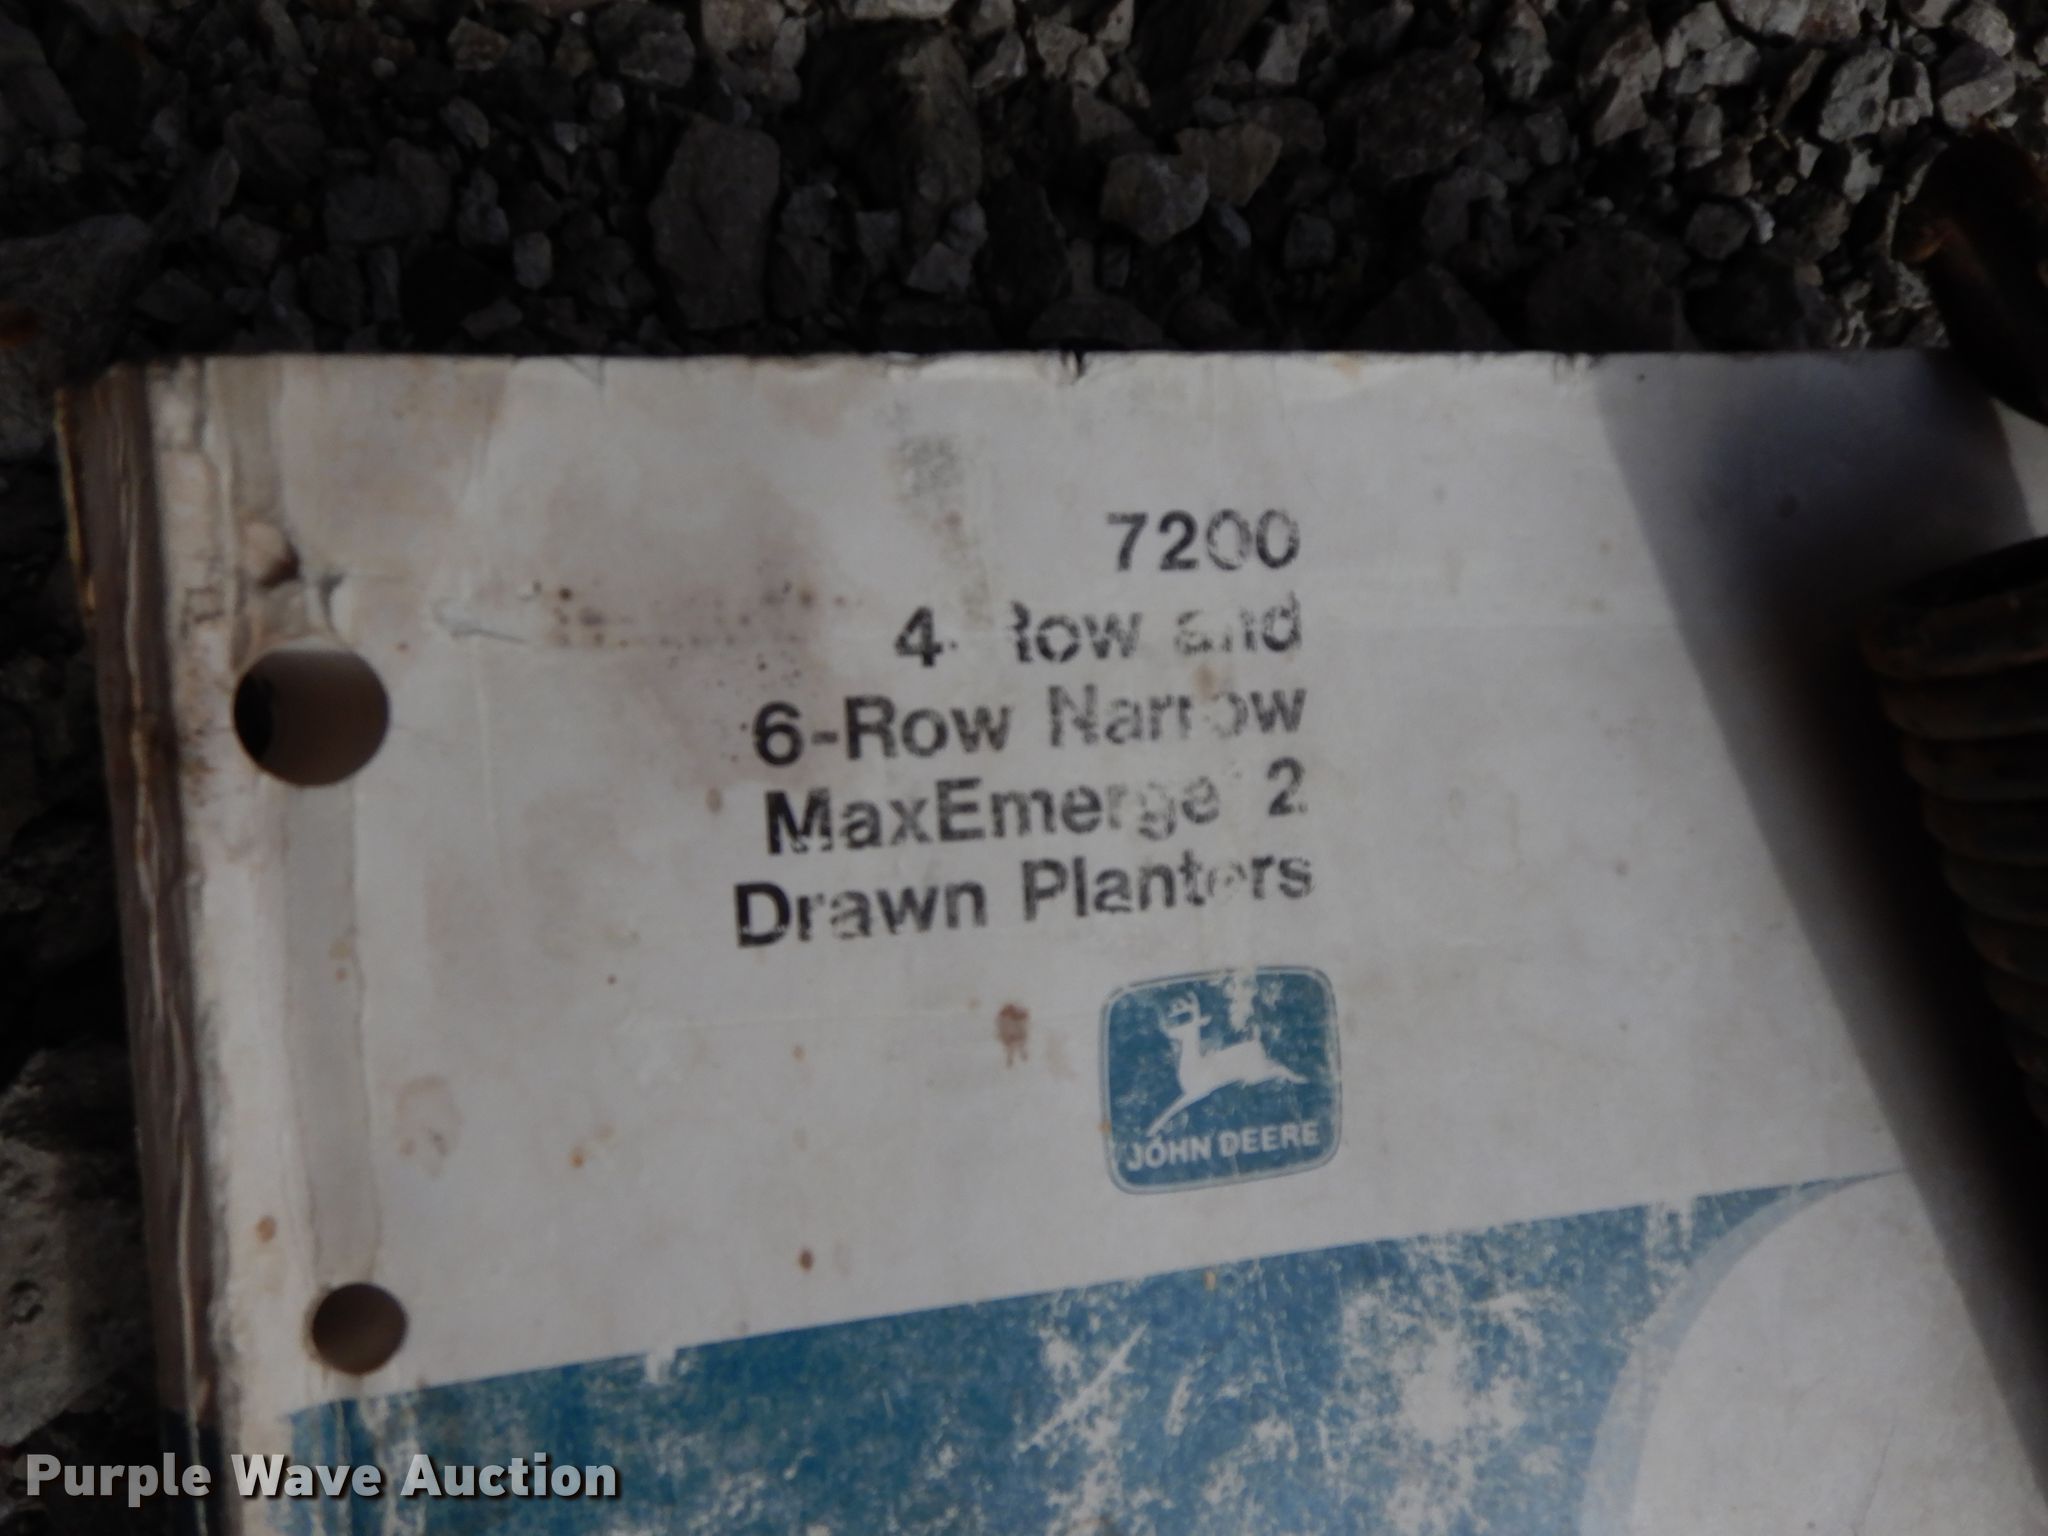 7200
4-Row and
6-Row Narrow
MaxEmerge 2
Drawn Planters
JOHN DEERE
Purple Wave Auction